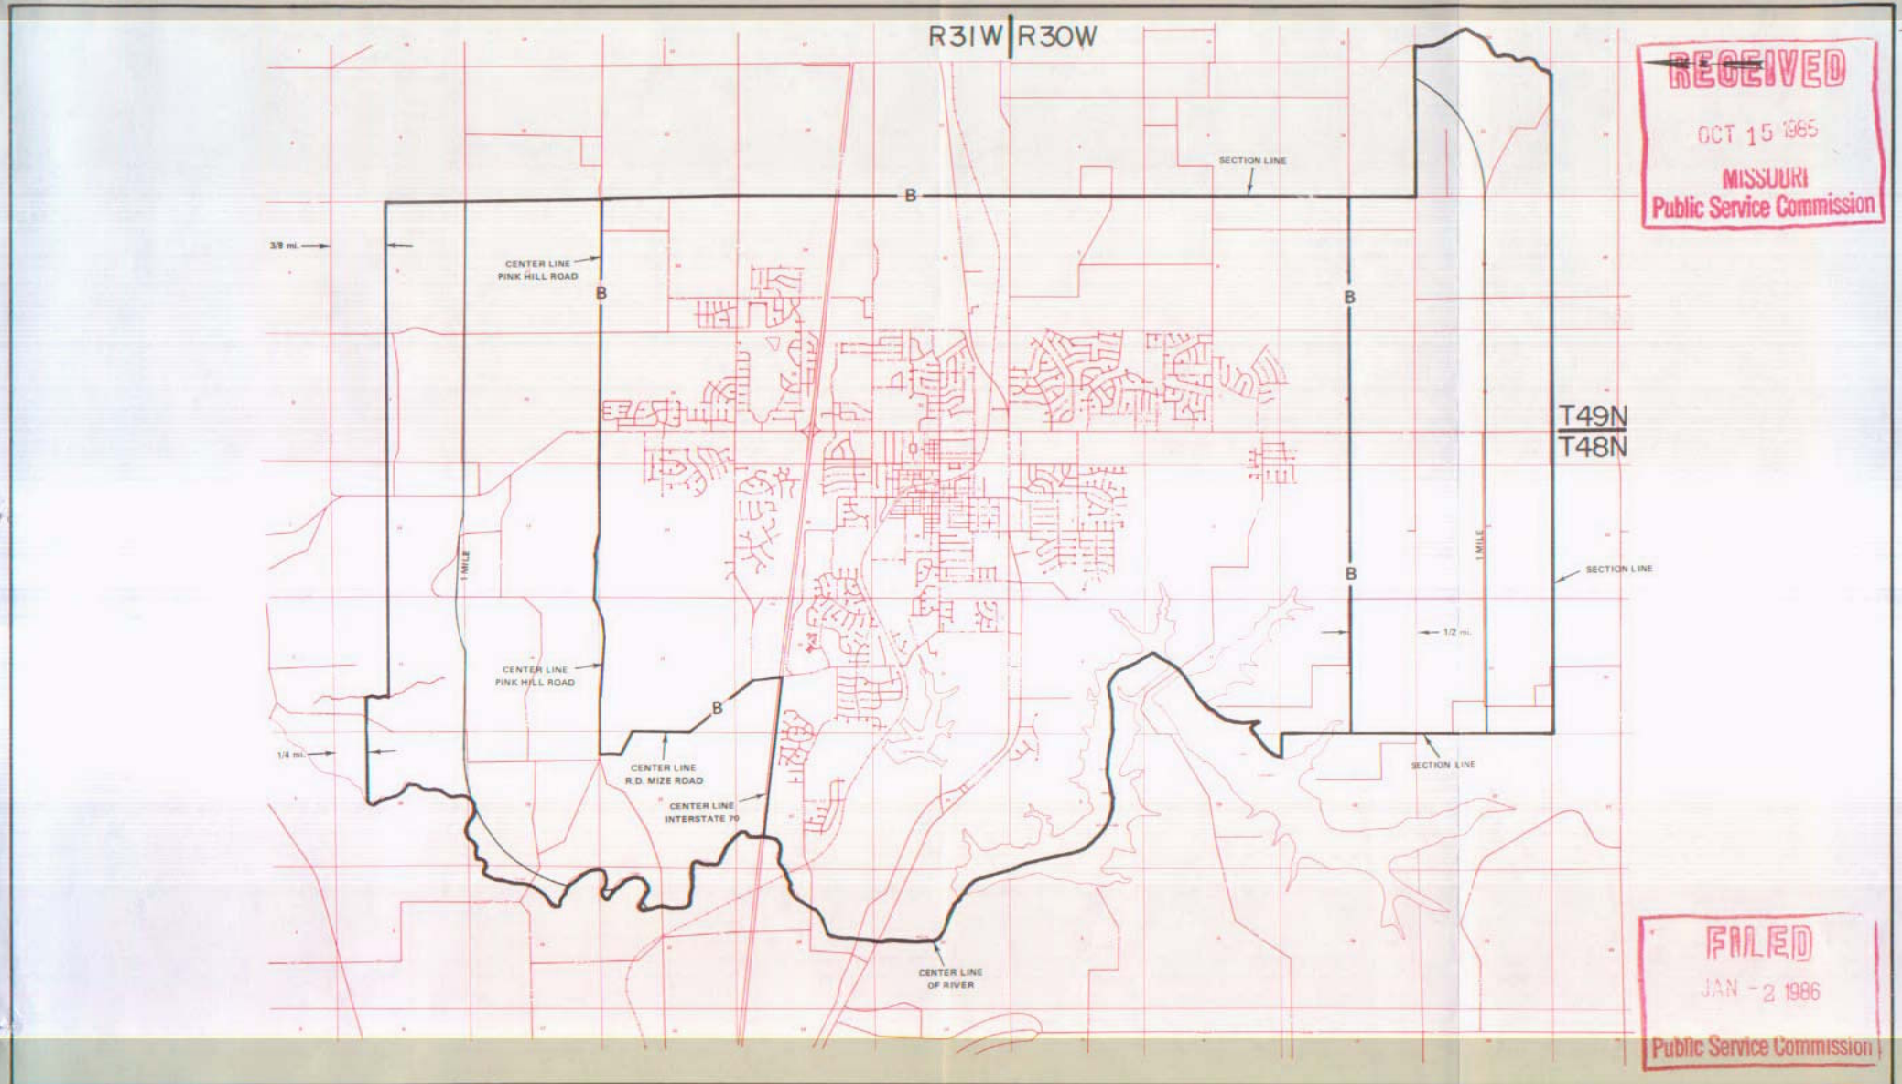 R31W R30W
RECEIVED
OCT 15 1985
MISSOURI
Public Service Commission
SECTION LINE
B
3/8 mi.
CENTER LINE
PINK HILL ROAD
B
B
T49N
T48N
1 MILE
1 MILE
SECTION LINE
B
1/2 mi.
CENTER LINE
PINK HILL ROAD
B
1/4 mi.
CENTER LINE
R.D. MIZE ROAD
SECTION LINE
CENTER LINE
INTERSTATE 70
CENTER LINE
OF RIVER
FILED
JAN - 2 1986
Public Service Commission